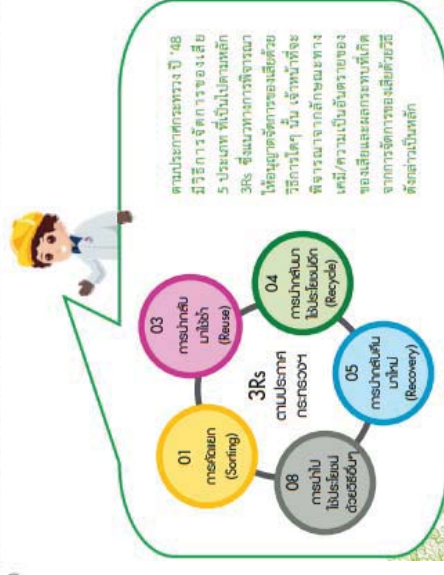 ตามประกาศกระทรวง ปี '48
มีวิธีการจัดการของเสีย
5 ประเภท ที่เป็นไปตามหลัก
3Rs ซึ่งแนวทางการพิจารณา
ให้อนุญาตจัดการของเสียด้วย
วิธีการใดๆ นั้น เจ้าหน้าที่จะ
พิจารณาจากลักษณะทาง
เคมี/ความเป็นอันตรายของ
ของเสียและผลกระทบที่เกิด
จากการจัดการของเสียด้วยวิธี
ดังกล่าวเป็นหลัก
3Rs
ตามประกาศ
กระทรวงฯ
01
การคัดแยก
(Sorting)
03
การนำกลับ
มาใช้ซ้ำ
(Reuse)
04
การนำกลับมา
ใช้ประโยชน์อีก
(Recycle)
05
การนำกลับคืน
มาใหม่
(Recovery)
08
การนำไป
ใช้ประโยชน์
ด้วยวิธีอื่นๆ